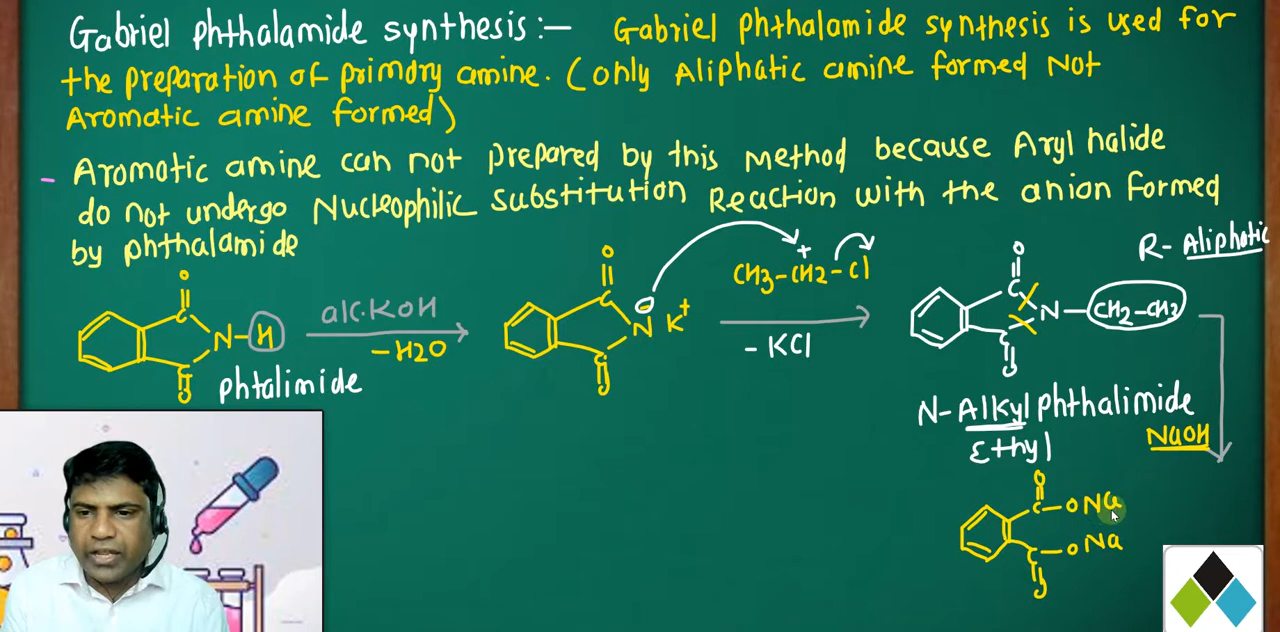 Gabriel phthalamide synthesis :- Gabriel phthalamide synthesis is used for
the preparation of primary amine. (only Aliphatic amine formed Not
Aromatic amine formed)
- Aromatic amine can not prepared by this Method because Aryl halide
do not undergo Nucleophilic substitution Reaction with the anion formed
by phthalamide
R- Aliphatic
O
O
O
C
C
C
+
CH3-CH2-Cl
N-H
alc.KOH
N K+
N-CH2-CH3
-H2O
-KCl
C
C
C
O
O
O
phtalimide
N-Alkyl phthalimide
Ethyl
NaOH
O
C-ONa
C-ONa
O